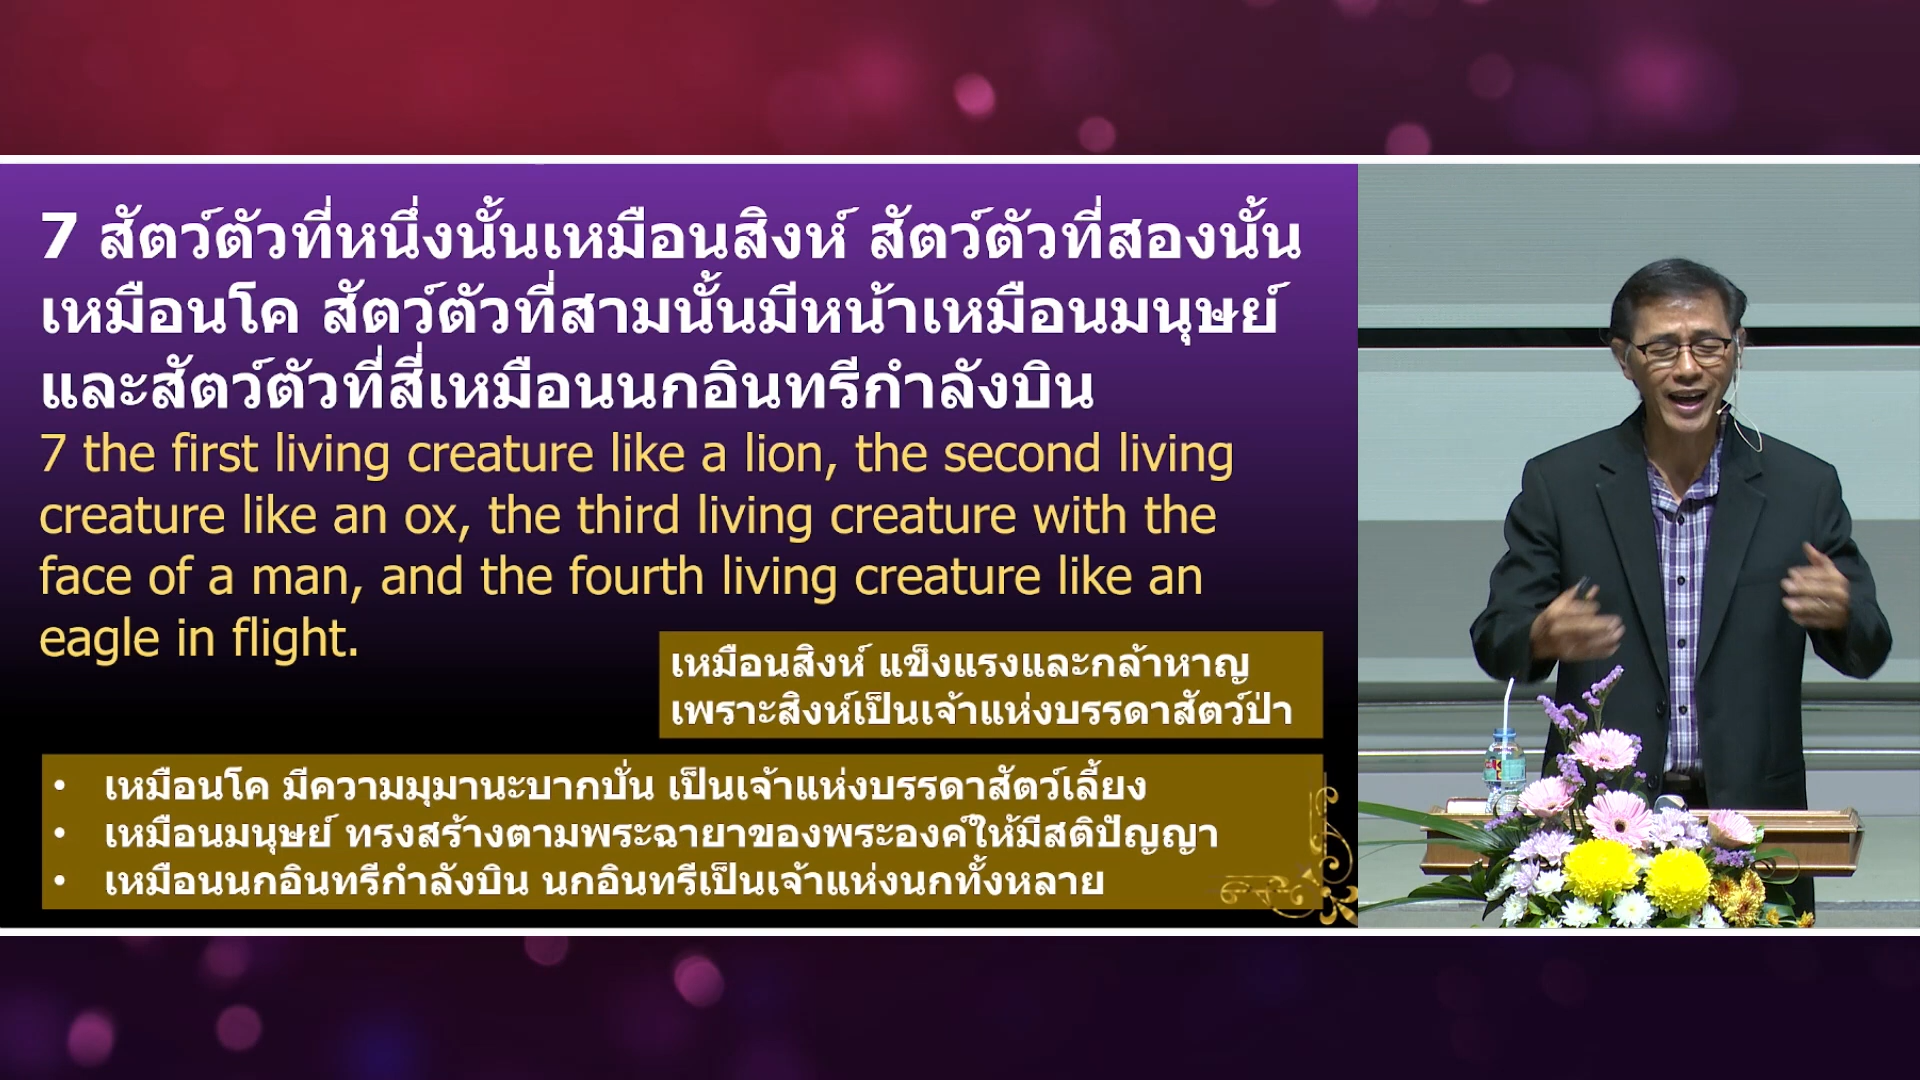 7 สัตว์ตัวที่หนึ่งนั้นเหมือนสิงห์ สัตว์ตัวที่สองนั้น
เหมือนโค สัตว์ตัวที่สามนั้นมีหน้าเหมือนมนุษย์
และสัตว์ตัวที่สี่เหมือนนกอินทรีกำลังบิน
7 the first living creature like a lion, the second living
creature like an ox, the third living creature with the
face of a man, and the fourth living creature like an
eagle in flight.
เหมือนสิงห์ แข็งแรงและกล้าหาญ
เพราะสิงห์เป็นเจ้าแห่งบรรดาสัตว์ป่า
• เหมือนโค มีความมุมานะบากบั่น เป็นเจ้าแห่งบรรดาสัตว์เลี้ยง
• เหมือนมนุษย์ ทรงสร้างตามพระฉายาของพระองค์ให้มีสติปัญญา
• เหมือนนกอินทรีกำลังบิน นกอินทรีเป็นเจ้าแห่งนกทั้งหลาย